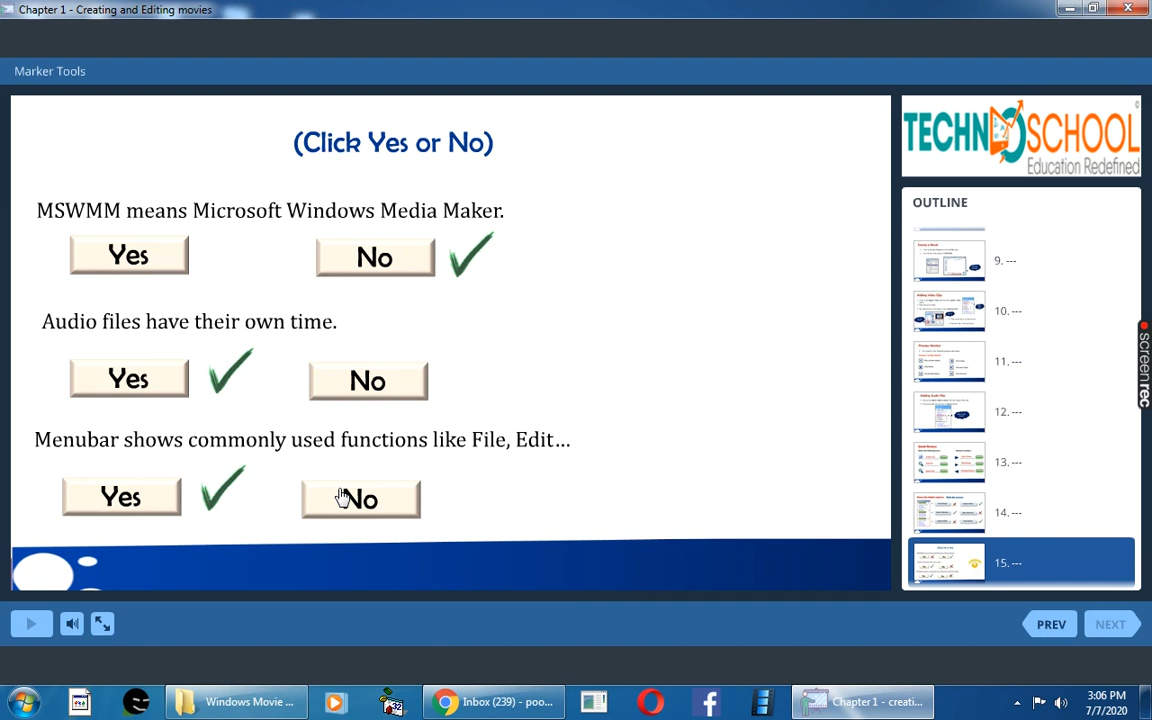 Chapter 1 - Creating and Editing movies
Marker Tools
(Click Yes or No)
MSWMM means Microsoft Windows Media Maker.
Yes No
Audio files have their own time.
Yes No
Menubar shows commonly used functions like File, Edit...
Yes No
TECHNOSCHOOL
©
Education Redefined
OUTLINE
9. ---
10. ---
11. ---
12. ---
13. ---
14. ---
15. ---
screenrec
PREV NEXT
Windows Movie ...
Inbox (239) - poo...
Chapter 1 - creati...
3:06 PM
7/7/2020